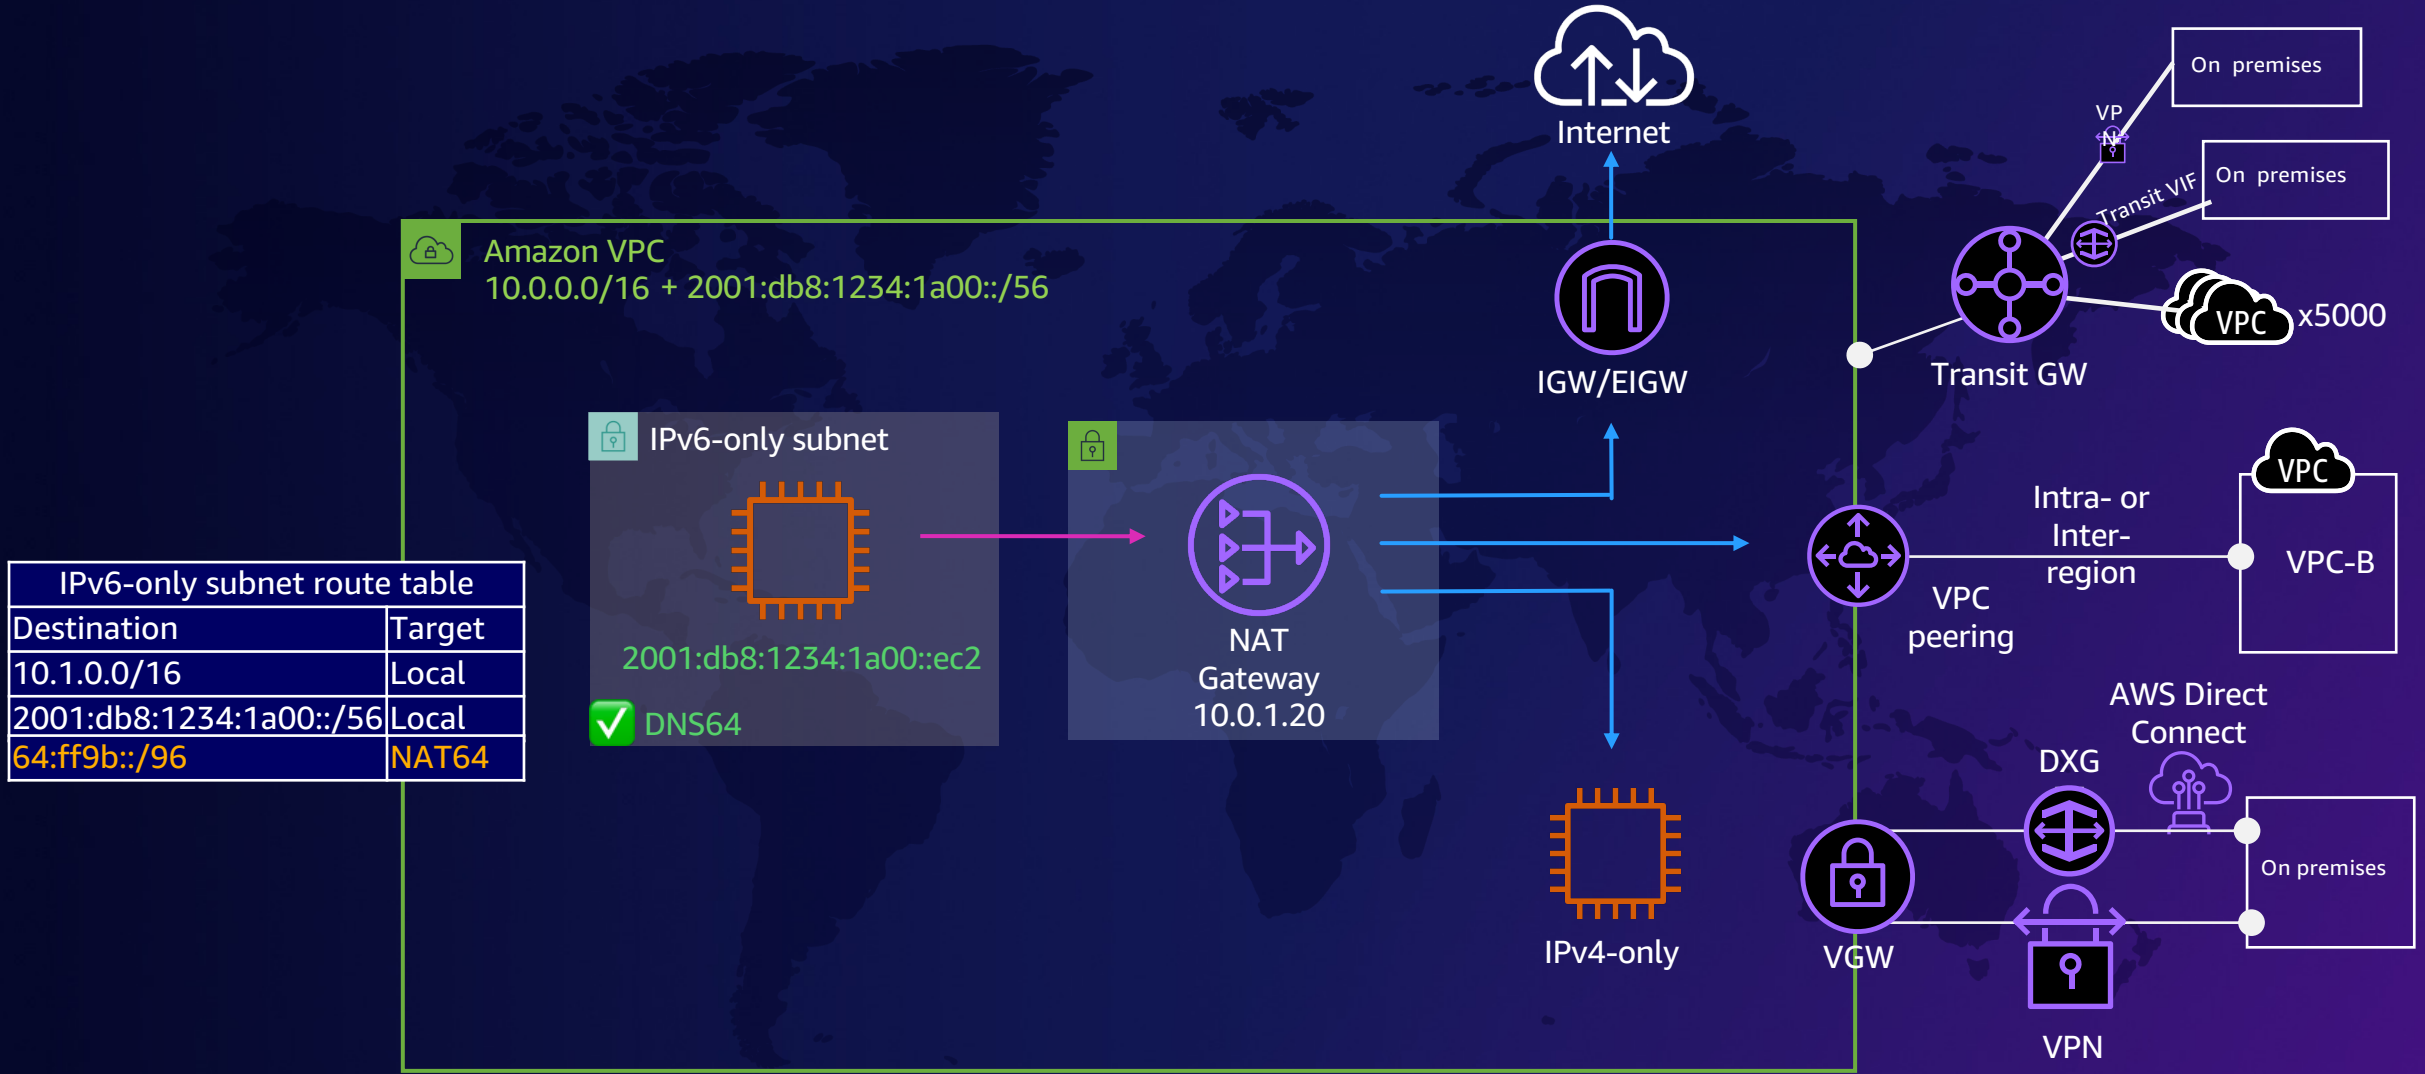 Internet
On premises
VP
N
On premises
Transit VIF
Amazon VPC
10.0.0.0/16 + 2001:db8:1234:1a00::/56
VPC
x5000
IGW/EIGW
Transit GW
IPv6-only subnet
VPC
Intra- or
Inter-
region
VPC-B
IPv6-only subnet route table
Destination Target
10.1.0.0/16 Local
2001:db8:1234:1a00::/56 Local
64:ff9b::/96 NAT64
2001:db8:1234:1a00::ec2
DNS64
NAT
Gateway
10.0.1.20
VPC
peering
AWS Direct
Connect
DXG
On premises
IPv4-only
VGW
VPN